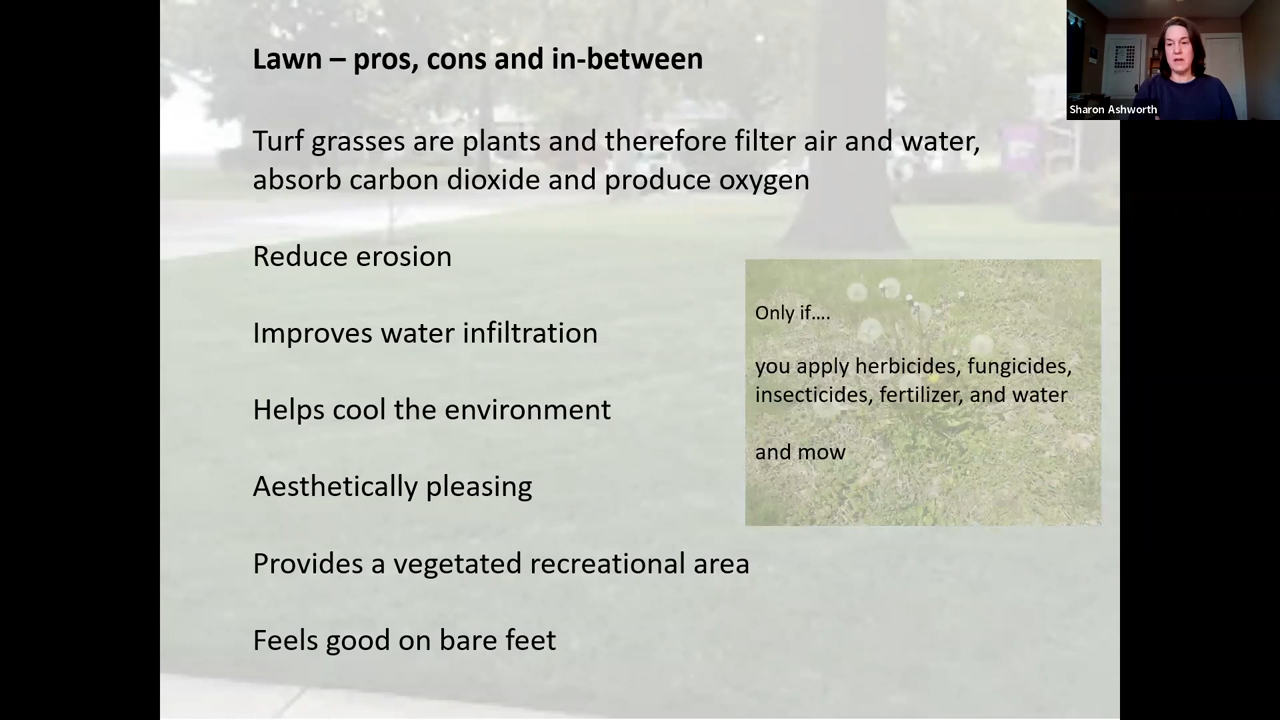 Lawn – pros, cons and in-between
Turf grasses are plants and therefore filter air and water,
absorb carbon dioxide and produce oxygen
Reduce erosion
Improves water infiltration
Helps cool the environment
Aesthetically pleasing
Provides a vegetated recreational area
Feels good on bare feet
Only if....
you apply herbicides, fungicides,
insecticides, fertilizer, and water
and mow
Sharon Ashworth